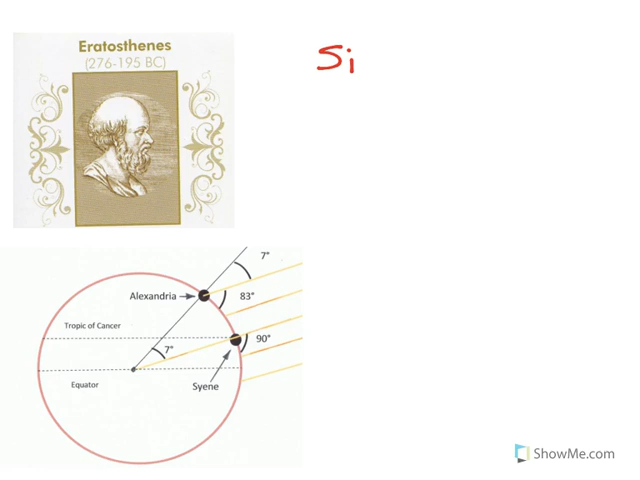 Eratosthenes
(276-195 BC)
Si
7°
Alexandria
83°
Tropic of Cancer
90°
7°
Equator
Syene
ShowMe.com